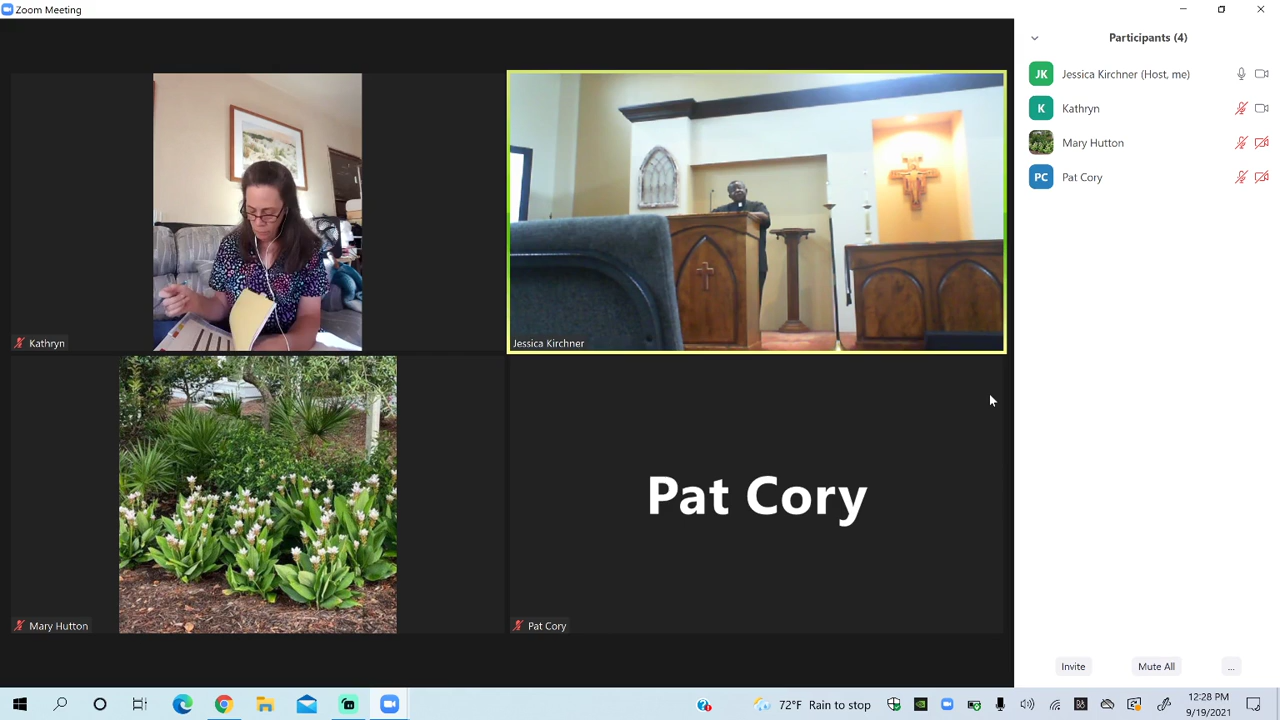 Zoom Meeting
Participants (4)
JK Jessica Kirchner (Host, me)
K Kathryn
Mary Hutton
PC Pat Cory
Kathryn
Jessica Kirchner
Pat Cory
Mary Hutton
Pat Cory
Invite
Mute All
...
72°F Rain to stop
12:28 PM
9/19/2021